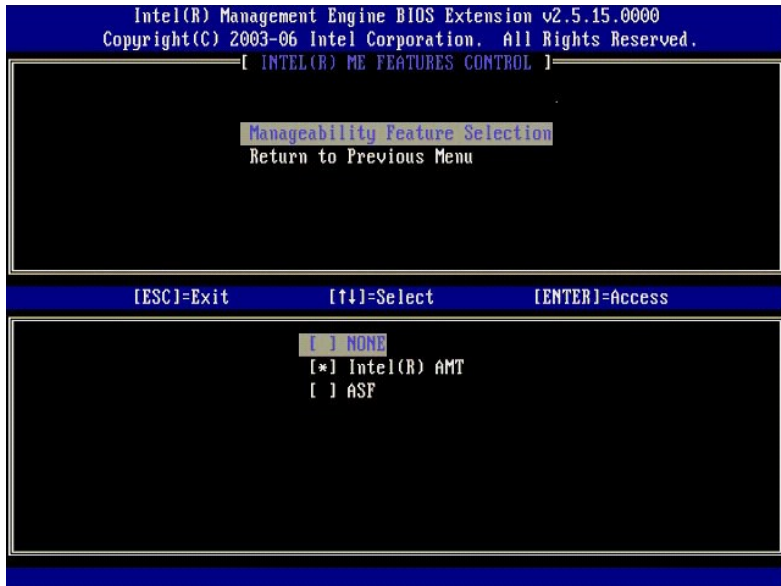 Intel(R) Management Engine BIOS Extension v2.5.15.0000
Copyright(C) 2003-06 Intel Corporation. All Rights Reserved.
[ INTEL(R) ME FEATURES CONTROL ]
Manageability Feature Selection
Return to Previous Menu
[ESC]=Exit [↑↓]=Select [ENTER]=Access
[ ] NONE
[*] Intel(R) AMT
[ ] ASF